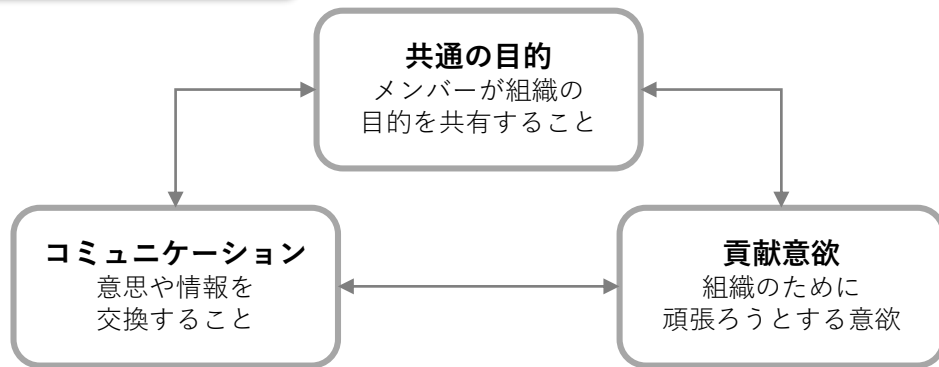 共通の目的
メンバーが組織の
目的を共有すること
コミュニケーション
意思や情報を
交換すること
貢献意欲
組織のために
頑張ろうとする意欲